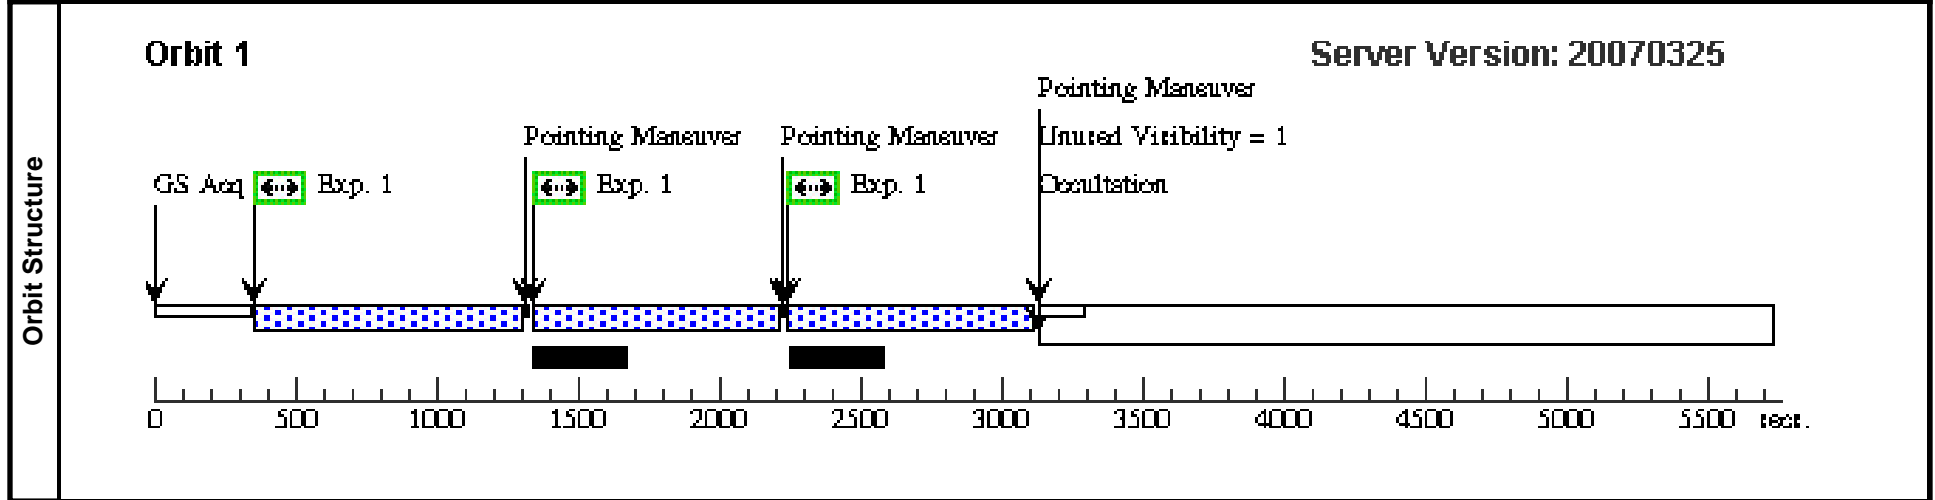 Orbit Structure
Orbit 1
Server Version: 20070325
Pointing Maneuver
Pointing Maneuver
Pointing Maneuver
Unused Visibility = 1
GS Acq
Exp. 1
Exp. 1
Exp. 1
Occultation
0 500 1000 1500 2000 2500 3000 3500 4000 4500 5000 5500 secs.